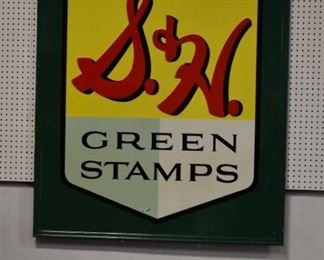 S. & H.
GREEN
STAMPS